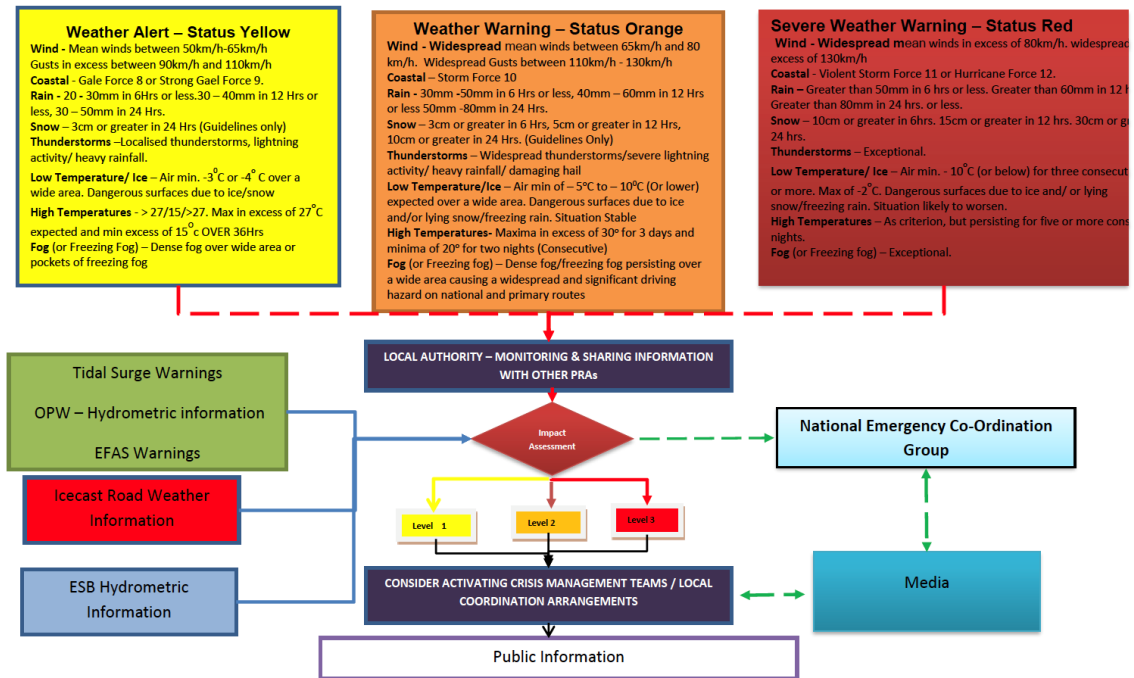 Weather Alert – Status Yellow
Wind - Mean winds between 50km/h-65km/h
Gusts in excess between 90km/h and 110km/h
Coastal - Gale Force 8 or Strong Gael Force 9.
Rain - 20 - 30mm in 6Hrs or less.30 – 40mm in 12 Hrs or
less, 30 – 50mm in 24 Hrs.
Snow – 3cm or greater in 24 Hrs (Guidelines only)
Thunderstorms –Localised thunderstorms, lightning
activity/ heavy rainfall.
Low Temperature/ Ice – Air min. -3°C or -4° C over a
wide area. Dangerous surfaces due to ice/snow
High Temperatures - > 27/15/>27. Max in excess of 27°C
expected and min excess of 15°c OVER 36Hrs
Fog (or Freezing Fog) – Dense fog over wide area or
pockets of freezing fog
Weather Warning – Status Orange
Wind - Widespread mean winds between 65km/h and 80
km/h. Widespread Gusts between 110km/h - 130km/h
Coastal – Storm Force 10
Rain - 30mm -50mm in 6 Hrs or less, 40mm – 60mm in 12 Hrs
or less 50mm -80mm in 24 Hrs.
Snow – 3cm or greater in 6 Hrs, 5cm or greater in 12 Hrs,
10cm or greater in 24 Hrs. (Guidelines Only)
Thunderstorms – Widespread thunderstorms/severe lightning
activity/ heavy rainfall/ damaging hail
Low Temperature/Ice – Air min of – 5°C to – 10°C (Or lower)
expected over a wide area. Dangerous surfaces due to ice
and/or lying snow/freezing rain. Situation Stable
High Temperatures- Maxima in excess of 30° for 3 days and
minima of 20° for two nights (Consecutive)
Fog (or Freezing fog) – Dense fog/freezing fog persisting over
a wide area causing a widespread and significant driving
hazard on national and primary routes
Severe Weather Warning – Status Red
Wind - Widespread mean winds in excess of 80km/h. widespread
excess of 130km/h
Coastal - Violent Storm Force 11 or Hurricane Force 12.
Rain – Greater than 50mm in 6 hrs or less. Greater than 60mm in 12
Greater than 80mm in 24 hrs. or less.
Snow – 10cm or greater in 6hrs. 15cm or greater in 12 hrs. 30cm or
24 hrs.
Thunderstorms – Exceptional.
Low Temperature/ Ice – Air min. - 10°C (or below) for three
or more. Max of -2°C. Dangerous surfaces due to ice and/ or lying
snow/freezing rain. Situation likely to worsen.
High Temperatures – As criterion, but persisting for five or more
nights.
Fog (or Freezing fog) – Exceptional.
LOCAL AUTHORITY – MONITORING & SHARING INFORMATION
WITH OTHER PRAs
Tidal Surge Warnings
OPW – Hydrometric information
EFAS Warnings
Impact
Assessment
National Emergency Co-Ordination
Group
Icecast Road Weather
Information
Level 1
Level 2
Level 3
ESB Hydrometric
Information
CONSIDER ACTIVATING CRISIS MANAGEMENT TEAMS / LOCAL
COORDINATION ARRANGEMENTS
Media
Public Information